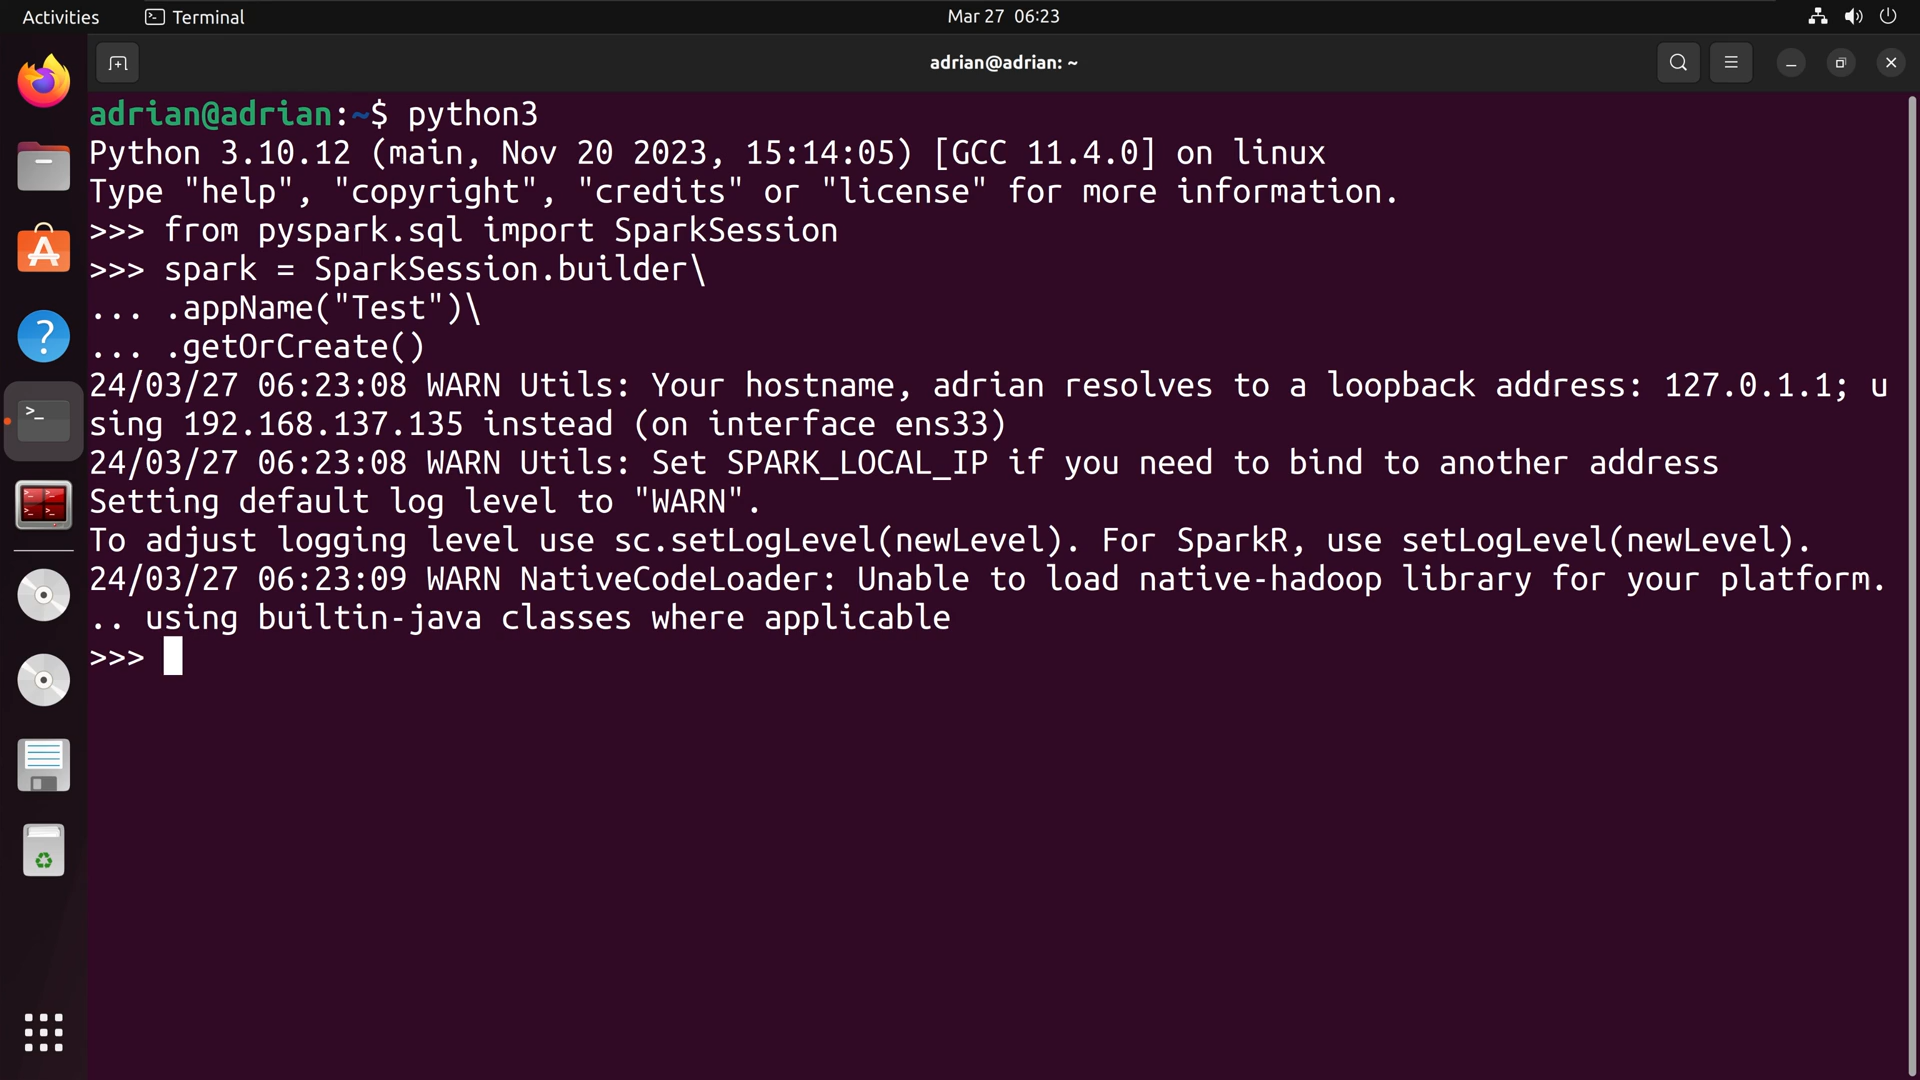 Activities Terminal Mar 27 06:23
adrian@adrian: ~
adrian@adrian:~$ python3
Python 3.10.12 (main, Nov 20 2023, 15:14:05) [GCC 11.4.0] on linux
Type "help", "copyright", "credits" or "license" for more information.
>>> from pyspark.sql import SparkSession
>>> spark = SparkSession.builder\
... .appName("Test")\
... .getOrCreate()
24/03/27 06:23:08 WARN Utils: Your hostname, adrian resolves to a loopback address: 127.0.1.1; u
sing 192.168.137.135 instead (on interface ens33)
24/03/27 06:23:08 WARN Utils: Set SPARK_LOCAL_IP if you need to bind to another address
Setting default log level to "WARN".
To adjust logging level use sc.setLogLevel(newLevel). For SparkR, use setLogLevel(newLevel).
24/03/27 06:23:09 WARN NativeCodeLoader: Unable to load native-hadoop library for your platform.
.. using builtin-java classes where applicable
>>>